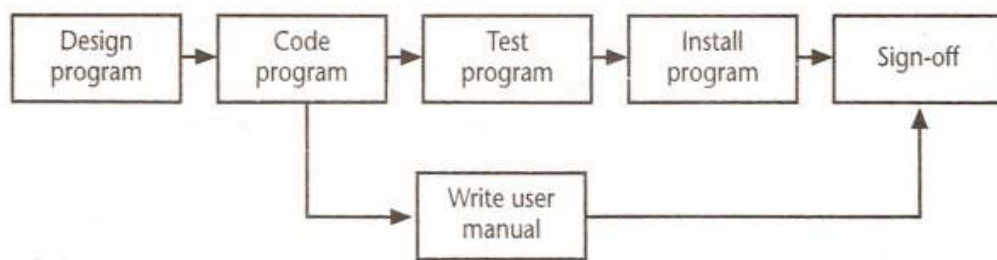 Design
program
Code
program
Test
program
Install
program
Sign-off
Write user
manual